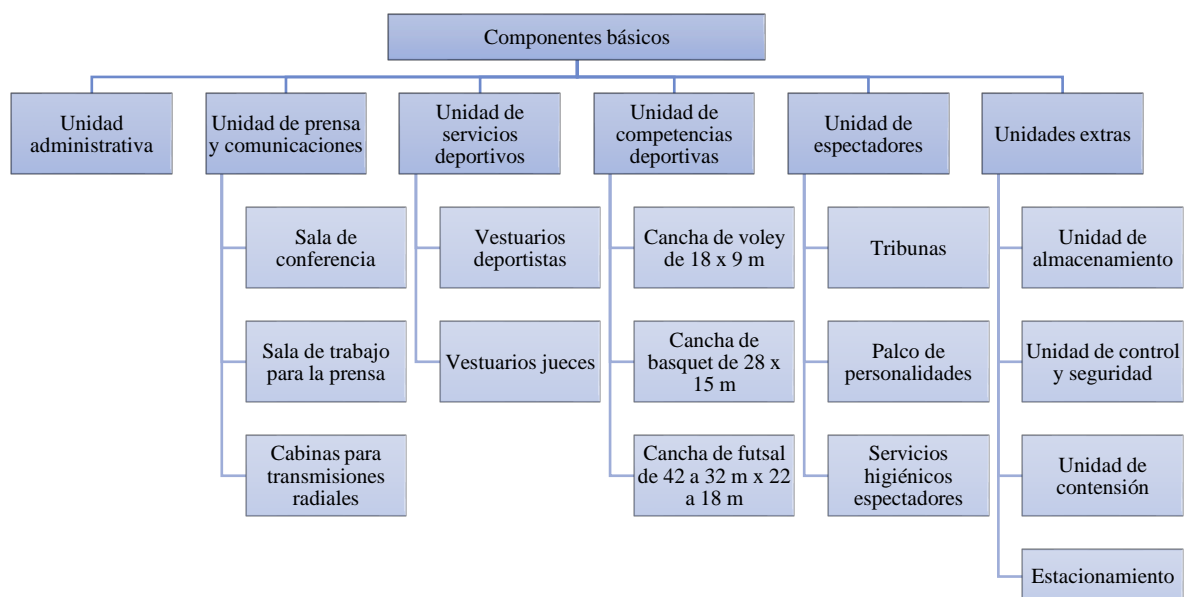 Componentes básicos
Unidad
administrativa
Unidad de prensa
y comunicaciones
Sala de
conferencia
Sala de trabajo
para la prensa
Cabinas para
transmisiones
radiales
Unidad de
servicios
deportivos
Vestuarios
deportistas
Vestuarios jueces
Unidad de
competencias
deportivas
Cancha de voley
de 18 x 9 m
Cancha de
basquet de 28 x
15 m
Cancha de futsal
de 42 a 32 m x 22
a 18 m
Unidad de
espectadores
Tribunas
Palco de
personalidades
Servicios
higiénicos
espectadores
Unidades extras
Unidad de
almacenamiento
Unidad de control
y seguridad
Unidad de
contensión
Estacionamiento